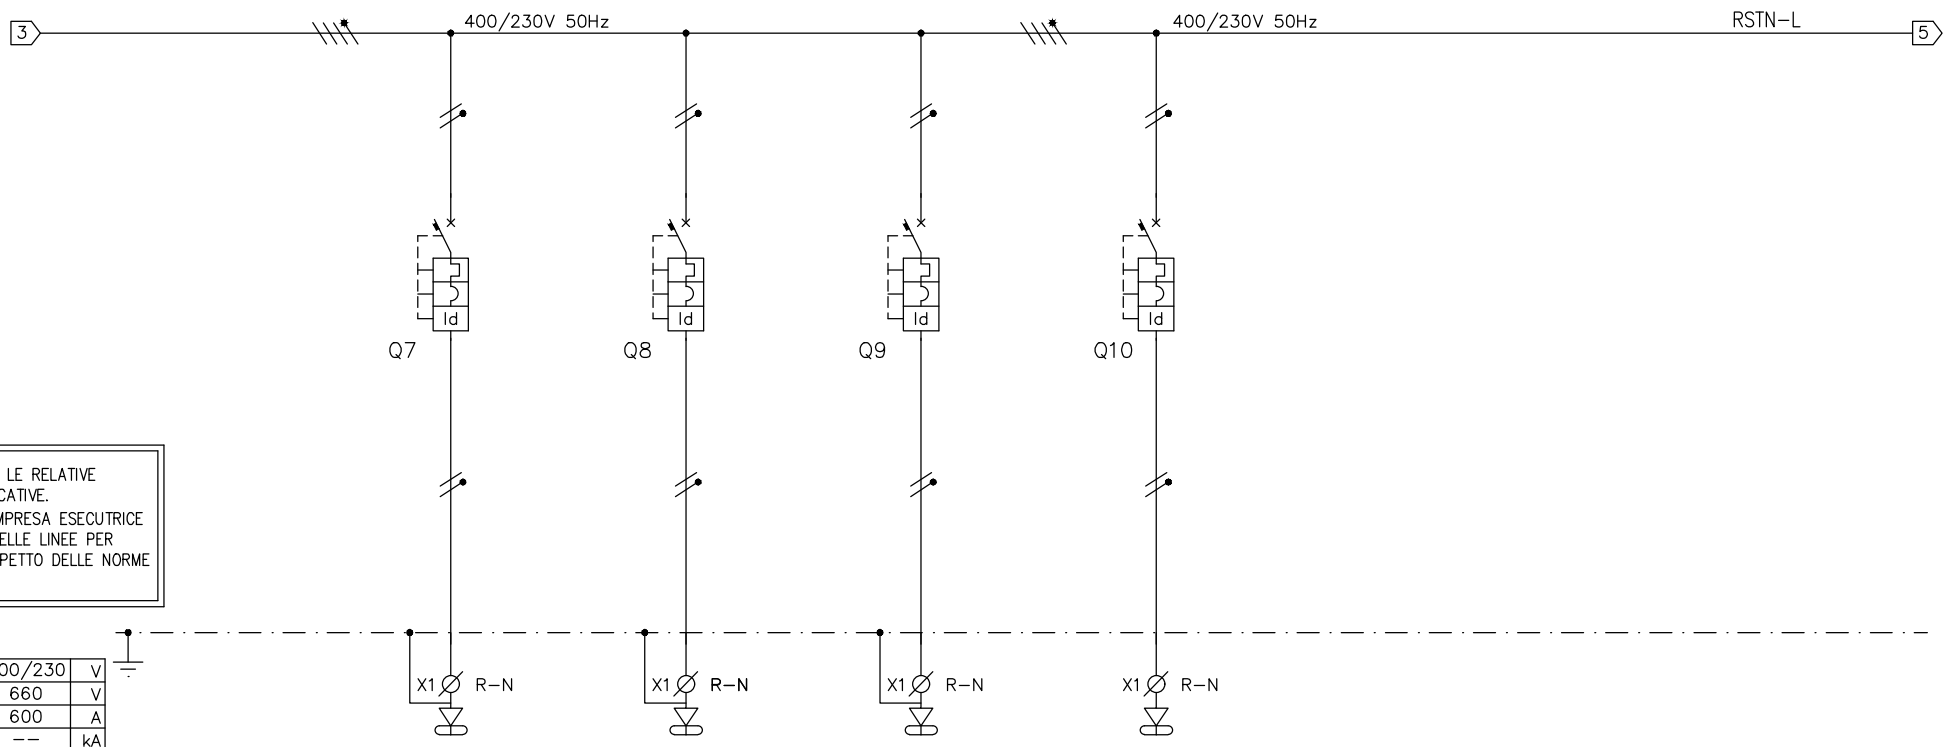 3
400/230V 50Hz
400/230V 50Hz
RSTN-L
5
Id
Id
Id
Id
Q7
Q8
Q9
Q10
LE RELATIVE
CATIVE.
MPRESA ESECUTRICE
ELLE LINEE PER
PETTO DELLE NORME
00/230 V
660 V
600 A
-- kA
X1 R-N
X1 R-N
X1 R-N
X1 R-N